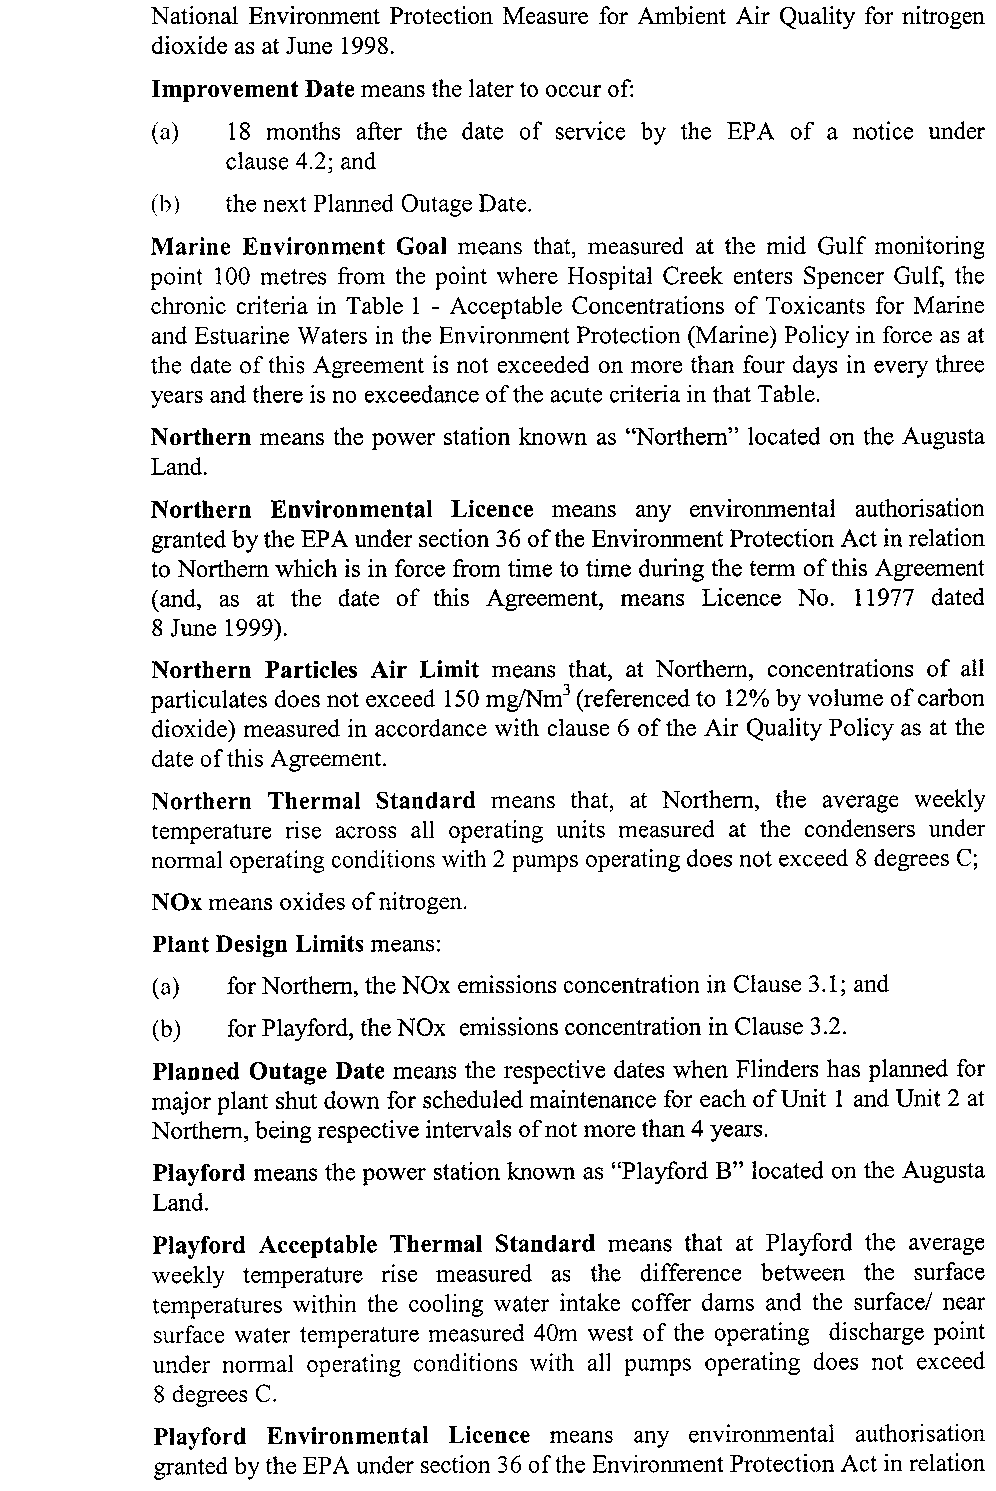 National Environment Protection Measure for Ambient Air Quality for nitrogen
dioxide as at June 1998.
Improvement Date means the later to occur of:
(a) 18 months after the date of service by the EPA of a notice under
clause 4.2; and
(b) the next Planned Outage Date.
Marine Environment Goal means that, measured at the mid Gulf monitoring
point 100 metres from the point where Hospital Creek enters Spencer Gulf, the
chronic criteria in Table 1 - Acceptable Concentrations of Toxicants for Marine
and Estuarine Waters in the Environment Protection (Marine) Policy in force as at
the date of this Agreement is not exceeded on more than four days in every three
years and there is no exceedance of the acute criteria in that Table.
Northern means the power station known as “Northern” located on the Augusta
Land.
Northern Environmental Licence means any environmental authorisation
granted by the EPA under section 36 of the Environment Protection Act in relation
to Northern which is in force from time to time during the term of this Agreement
(and, as at the date of this Agreement, means Licence No. 11977 dated
8 June 1999).
Northern Particles Air Limit means that, at Northern, concentrations of all
particulates does not exceed 150 mg/Nm³ (referenced to 12% by volume of carbon
dioxide) measured in accordance with clause 6 of the Air Quality Policy as at the
date of this Agreement.
Northern Thermal Standard means that, at Northern, the average weekly
temperature rise across all operating units measured at the condensers under
normal operating conditions with 2 pumps operating does not exceed 8 degrees C;
NOx means oxides of nitrogen.
Plant Design Limits means:
(a) for Northern, the NOx emissions concentration in Clause 3.1; and
(b) for Playford, the NOx emissions concentration in Clause 3.2.
Planned Outage Date means the respective dates when Flinders has planned for
major plant shut down for scheduled maintenance for each of Unit 1 and Unit 2 at
Northern, being respective intervals of not more than 4 years.
Playford means the power station known as “Playford B” located on the Augusta
Land.
Playford Acceptable Thermal Standard means that at Playford the average
weekly temperature rise measured as the difference between the surface
temperatures within the cooling water intake coffer dams and the surface/ near
surface water temperature measured 40m west of the operating discharge point
under normal operating conditions with all pumps operating does not exceed
8 degrees C.
Playford Environmental Licence means any environmental authorisation
granted by the EPA under section 36 of the Environment Protection Act in relation